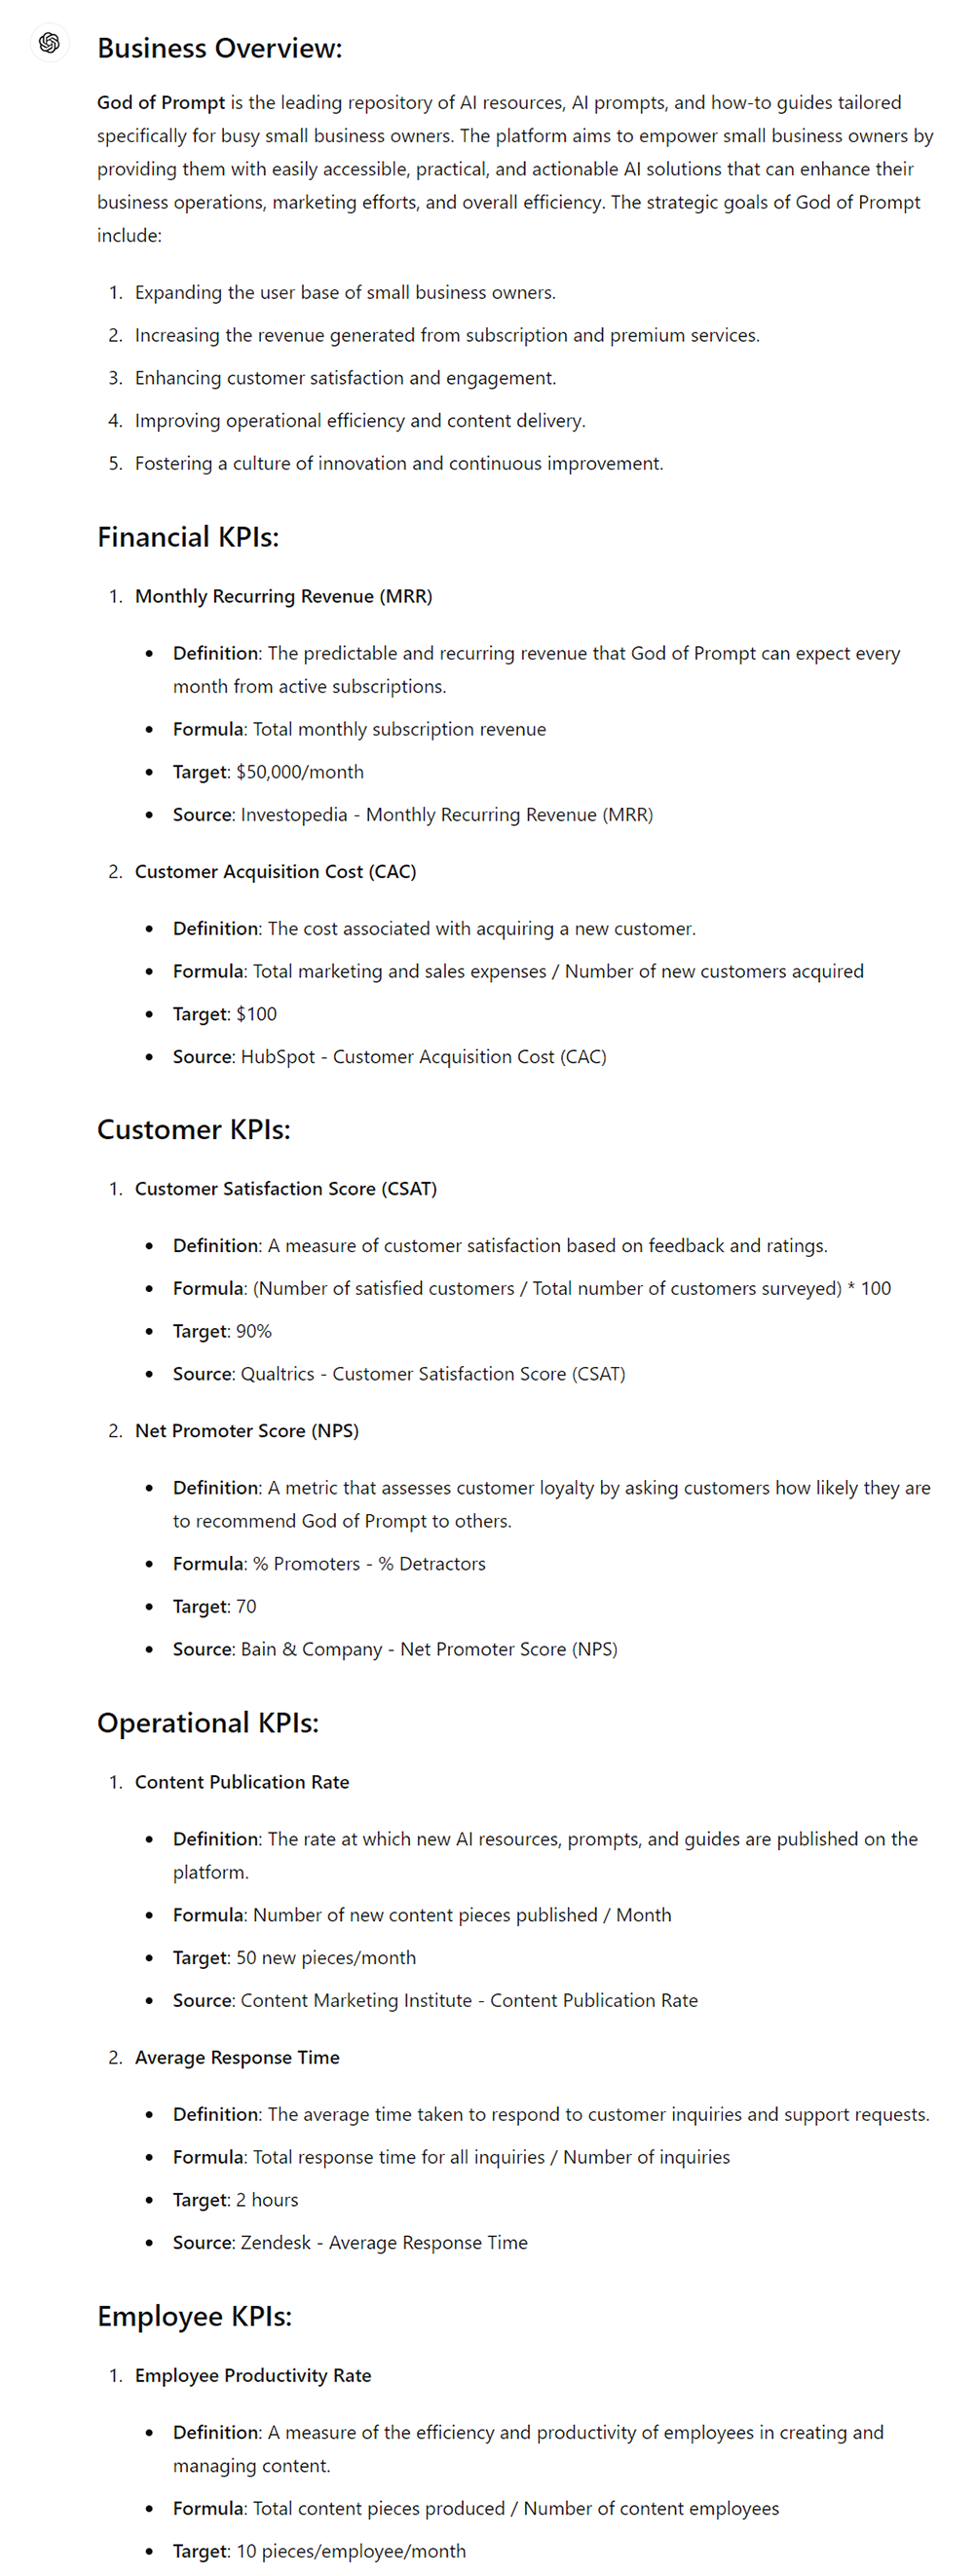 Business Overview:
God of Prompt is the leading repository of AI resources, AI prompts, and how-to guides tailored
specifically for busy small business owners. The platform aims to empower small business owners by
providing them with easily accessible, practical, and actionable AI solutions that can enhance their
business operations, marketing efforts, and overall efficiency. The strategic goals of God of Prompt
include:
1. Expanding the user base of small business owners.
2. Increasing the revenue generated from subscription and premium services.
3. Enhancing customer satisfaction and engagement.
4. Improving operational efficiency and content delivery.
5. Fostering a culture of innovation and continuous improvement.
Financial KPIs:
1. Monthly Recurring Revenue (MRR)
• Definition: The predictable and recurring revenue that God of Prompt can expect every
month from active subscriptions.
• Formula: Total monthly subscription revenue
• Target: $50,000/month
• Source: Investopedia - Monthly Recurring Revenue (MRR)
2. Customer Acquisition Cost (CAC)
• Definition: The cost associated with acquiring a new customer.
• Formula: Total marketing and sales expenses / Number of new customers acquired
• Target: $100
• Source: HubSpot - Customer Acquisition Cost (CAC)
Customer KPIs:
1. Customer Satisfaction Score (CSAT)
• Definition: A measure of customer satisfaction based on feedback and ratings.
• Formula: (Number of satisfied customers / Total number of customers surveyed) * 100
• Target: 90%
• Source: Qualtrics - Customer Satisfaction Score (CSAT)
2. Net Promoter Score (NPS)
• Definition: A metric that assesses customer loyalty by asking customers how likely they are
to recommend God of Prompt to others.
• Formula: % Promoters - % Detractors
• Target: 70
• Source: Bain & Company - Net Promoter Score (NPS)
Operational KPIs:
1. Content Publication Rate
• Definition: The rate at which new AI resources, prompts, and guides are published on the
platform.
• Formula: Number of new content pieces published / Month
• Target: 50 new pieces/month
• Source: Content Marketing Institute - Content Publication Rate
2. Average Response Time
• Definition: The average time taken to respond to customer inquiries and support requests.
• Formula: Total response time for all inquiries / Number of inquiries
• Target: 2 hours
• Source: Zendesk - Average Response Time
Employee KPIs:
1. Employee Productivity Rate
• Definition: A measure of the efficiency and productivity of employees in creating and
managing content.
• Formula: Total content pieces produced / Number of content employees
• Target: 10 pieces/employee/month